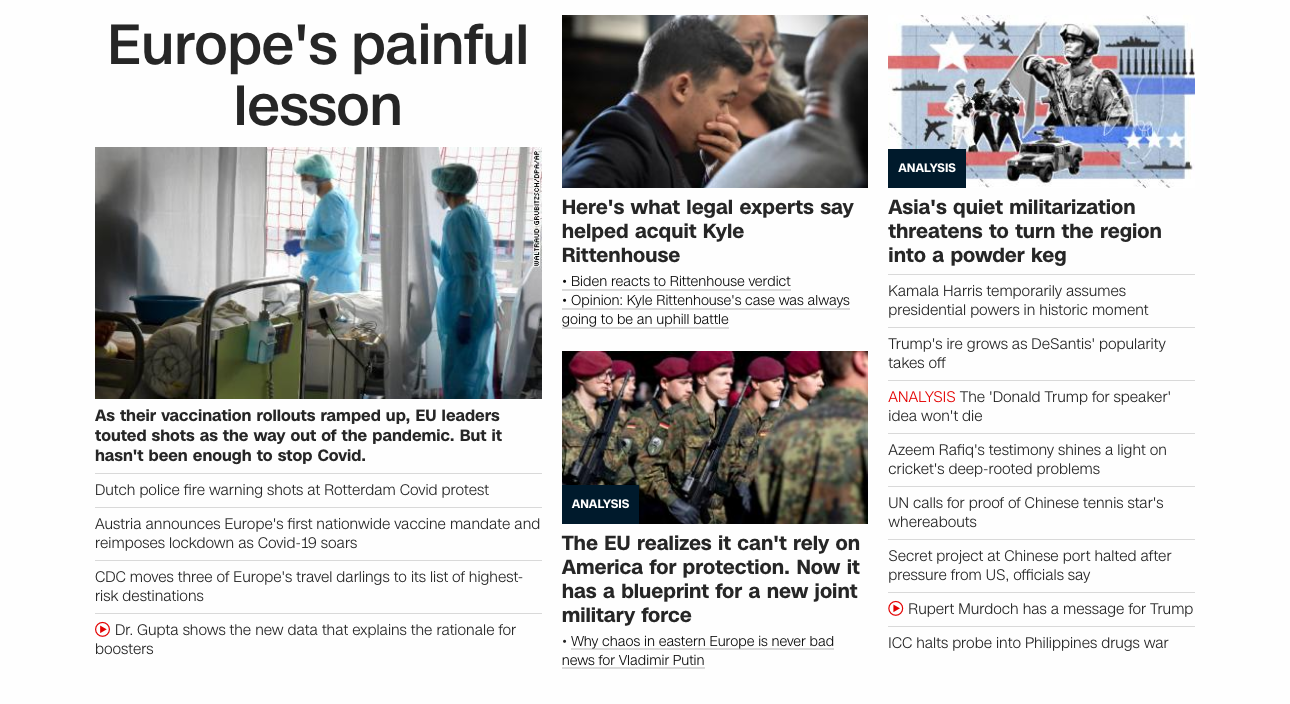 Europe's painful
lesson
WALTRAUD GRUBITZSCH/DPA/AP
As their vaccination rollouts ramped up, EU leaders
touted shots as the way out of the pandemic. But it
hasn't been enough to stop Covid.
Dutch police fire warning shots at Rotterdam Covid protest
Austria announces Europe's first nationwide vaccine mandate and
reimposes lockdown as Covid-19 soars
CDC moves three of Europe's travel darlings to its list of highest-
risk destinations
Dr. Gupta shows the new data that explains the rationale for
boosters
Here's what legal experts say
helped acquit Kyle
Rittenhouse
• Biden reacts to Rittenhouse verdict
• Opinion: Kyle Rittenhouse's case was always
going to be an uphill battle
ANALYSIS
The EU realizes it can't rely on
America for protection. Now it
has a blueprint for a new joint
military force
• Why chaos in eastern Europe is never bad
news for Vladimir Putin
ANALYSIS
Asia's quiet militarization
threatens to turn the region
into a powder keg
Kamala Harris temporarily assumes
presidential powers in historic moment
Trump's ire grows as DeSantis' popularity
takes off
ANALYSIS The 'Donald Trump for speaker'
idea won't die
Azeem Rafiq's testimony shines a light on
cricket's deep-rooted problems
UN calls for proof of Chinese tennis star's
whereabouts
Secret project at Chinese port halted after
pressure from US, officials say
Rupert Murdoch has a message for Trump
ICC halts probe into Philippines drugs war